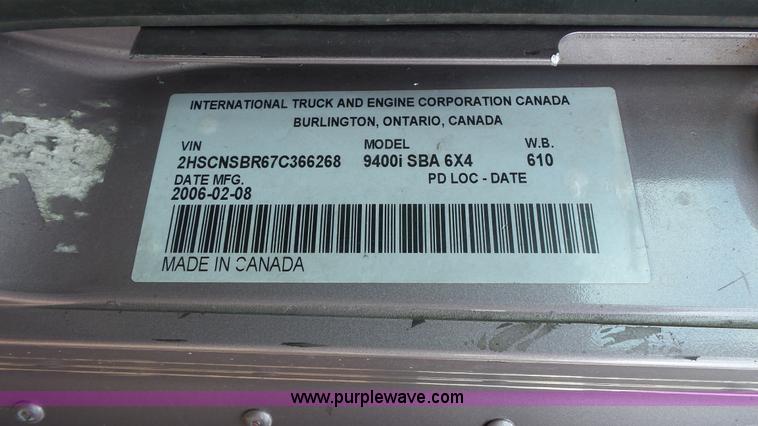 INTERNATIONAL TRUCK AND ENGINE CORPORATION CANADA
BURLINGTON, ONTARIO, CANADA
VIN MODEL W.B.
2HSCNSBR67C366268 9400i SBA 6X4 610
DATE MFG. PD LOC - DATE
2006-02-08
MADE IN CANADA
www.purplewave.com